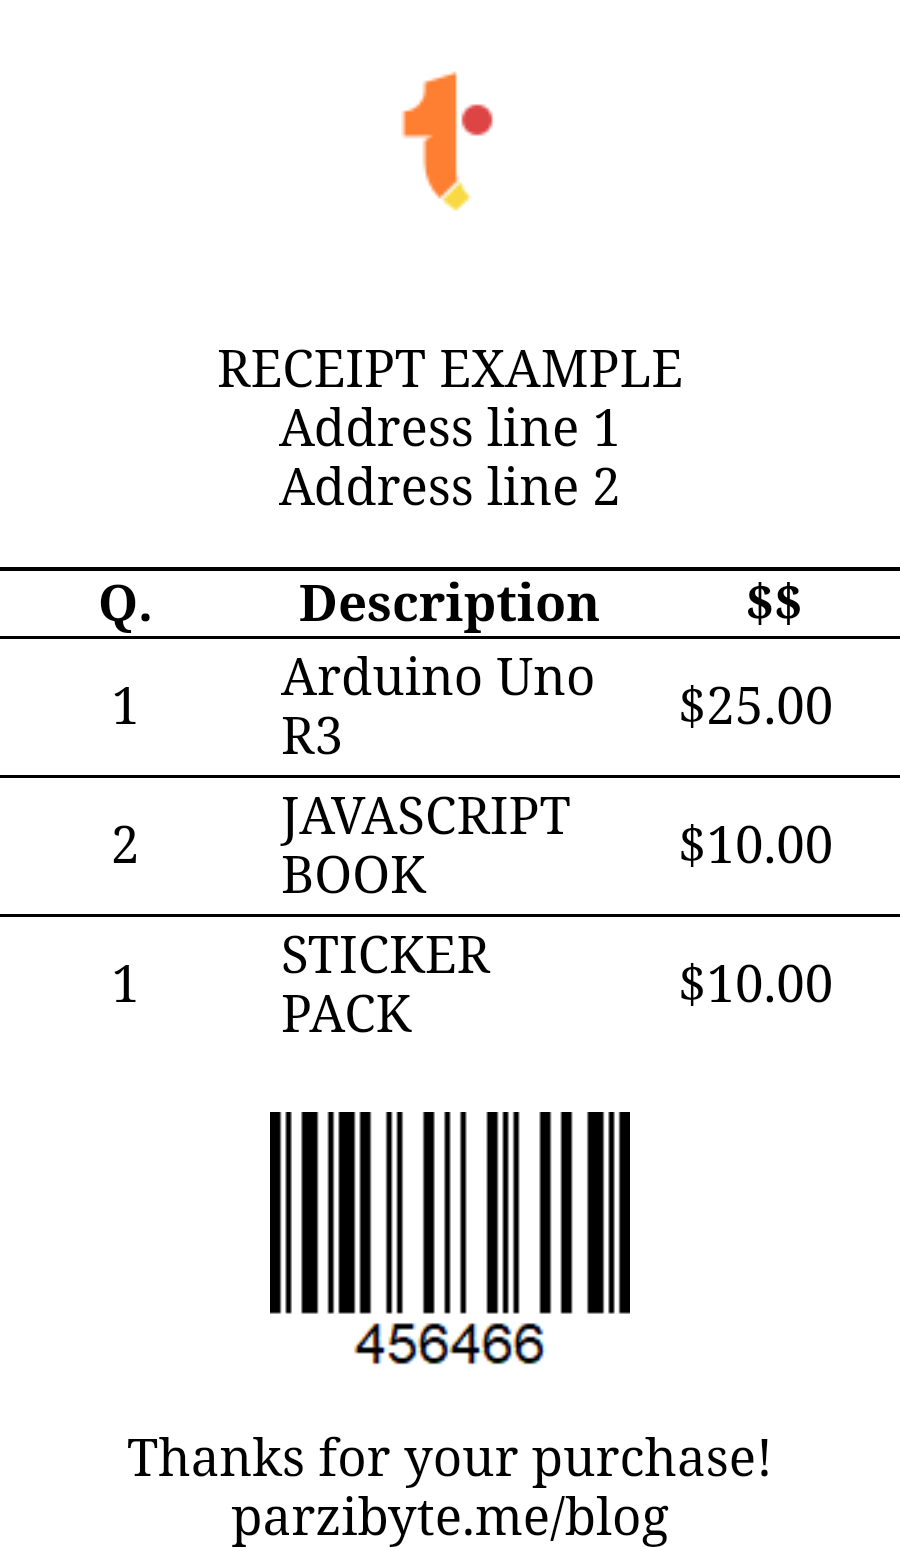 RECEIPT EXAMPLE
Address line 1
Address line 2
Q. Description $$
1 Arduino Uno R3 $25.00
2 JAVASCRIPT BOOK $10.00
1 STICKER PACK $10.00
456466
Thanks for your purchase!
parzibyte.me/blog